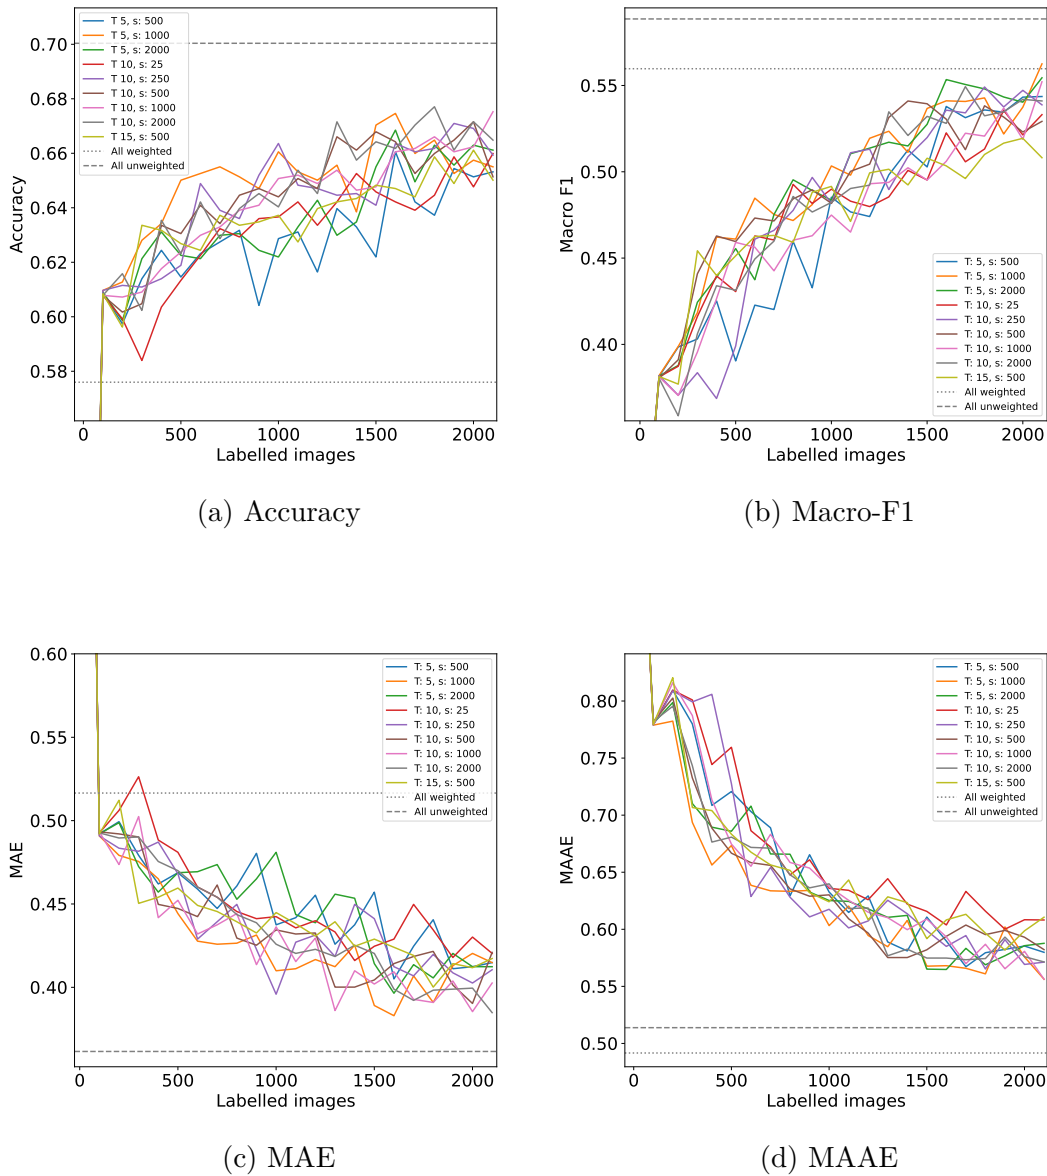 T 5, s: 500
T 5, s: 1000
T 5, s: 2000
T 10, s: 25
T 10, s: 250
T 10, s: 500
T 10, s: 1000
T 10, s: 2000
T 15, s: 500
All weighted
All unweighted
0.70
0.68
0.66
0.64
0.62
0.60
0.58
Accuracy
0 500 1000 1500 2000
Labelled images
(a) Accuracy
0.55
0.50
0.45
0.40
Macro F1
T: 5, s: 500
T: 5, s: 1000
T: 5, s: 2000
T: 10, s: 25
T: 10, s: 250
T: 10, s: 500
T: 10, s: 1000
T: 10, s: 2000
T: 15, s: 500
All weighted
All unweighted
0 500 1000 1500 2000
Labelled images
(b) Macro-F1
0.60
0.55
0.50
0.45
0.40
MAE
T: 5, s: 500
T: 5, s: 1000
T: 5, s: 2000
T: 10, s: 25
T: 10, s: 250
T: 10, s: 500
T: 10, s: 1000
T: 10, s: 2000
T: 15, s: 500
All weighted
All unweighted
0 500 1000 1500 2000
Labelled images
(c) MAE
0.80
0.75
0.70
0.65
0.60
0.55
0.50
MAAE
T: 5, s: 500
T: 5, s: 1000
T: 5, s: 2000
T: 10, s: 25
T: 10, s: 250
T: 10, s: 500
T: 10, s: 1000
T: 10, s: 2000
T: 15, s: 500
All weighted
All unweighted
0 500 1000 1500 2000
Labelled images
(d) MAAE